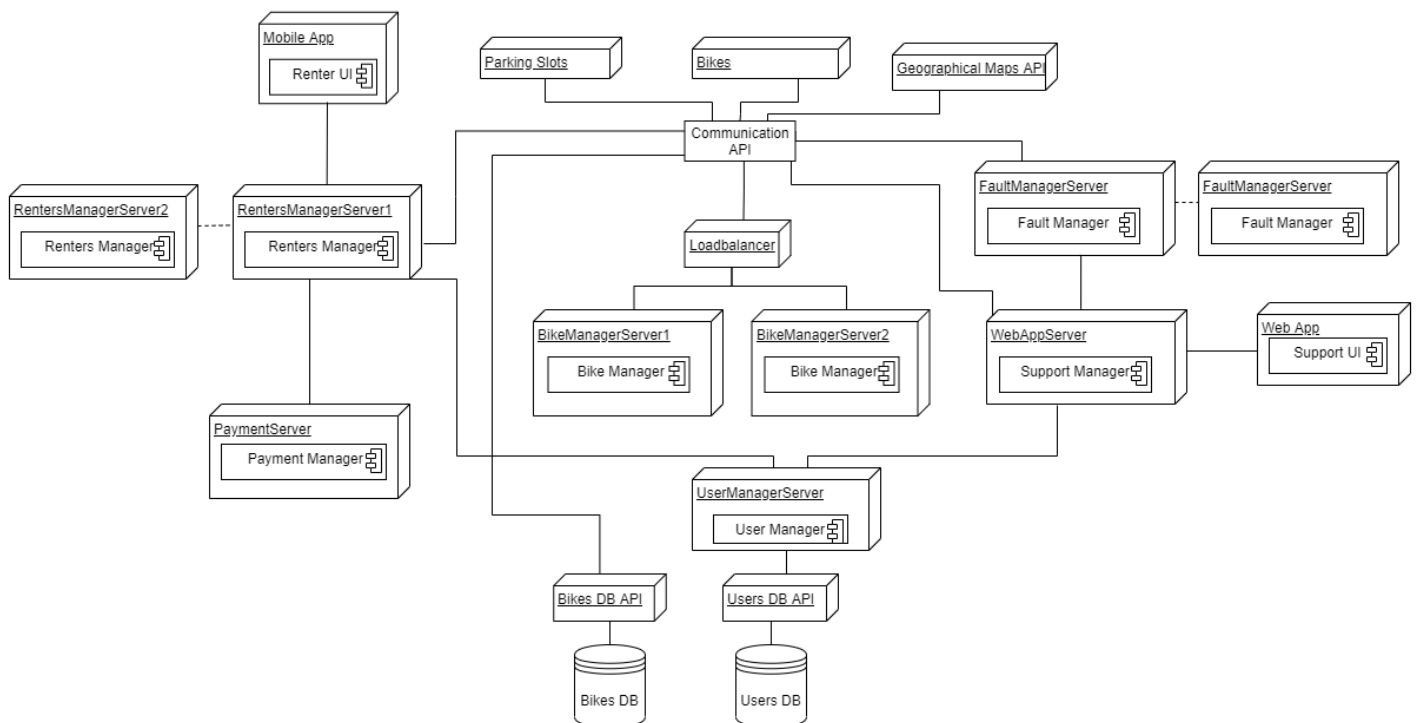 Mobile App
Renter UI
Parking Slots
Bikes
Geographical Maps API
Communication
API
RentersManagerServer2
Renters Manager
RentersManagerServer1
Renters Manager
FaultManagerServer
Fault Manager
FaultManagerServer
Fault Manager
Loadbalancer
BikeManagerServer1
Bike Manager
BikeManagerServer2
Bike Manager
WebAppServer
Support Manager
Web App
Support UI
PaymentServer
Payment Manager
UserManagerServer
User Manager
Bikes DB API
Users DB API
Bikes DB
Users DB